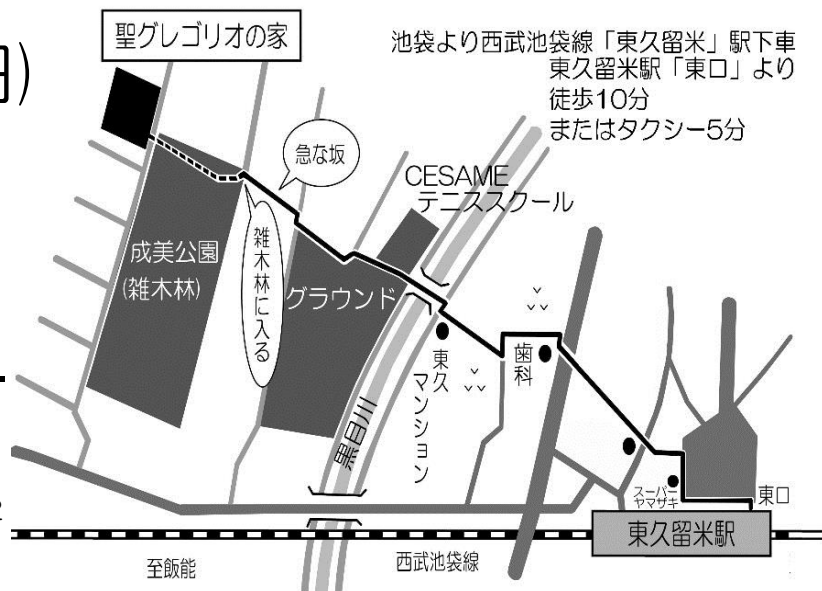 円)
聖グレゴリオの家
池袋より西武池袋線「東久留米」駅下車
東久留米駅「東口」より
徒歩10分
またはタクシー5分
急な坂
CESAME
テニススクール
成美公園
(雑木林)
雑木林に入る
グラウンド
東久
マンション
歯科
黒目川
スーパー
ヤマザキ
東口
東久留米駅
至飯能
西武池袋線